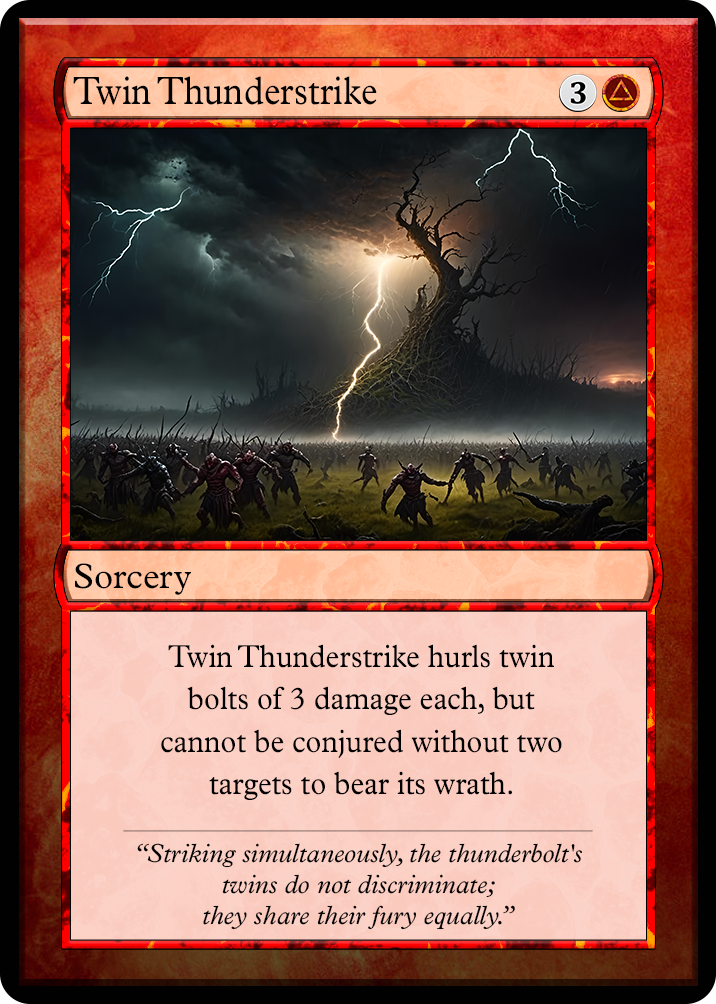 Twin Thunderstrike 3
Sorcery
Twin Thunderstrike hurls twin
bolts of 3 damage each, but
cannot be conjured without two
targets to bear its wrath.
“Striking simultaneously, the thunderbolt's
twins do not discriminate;
they share their fury equally.”